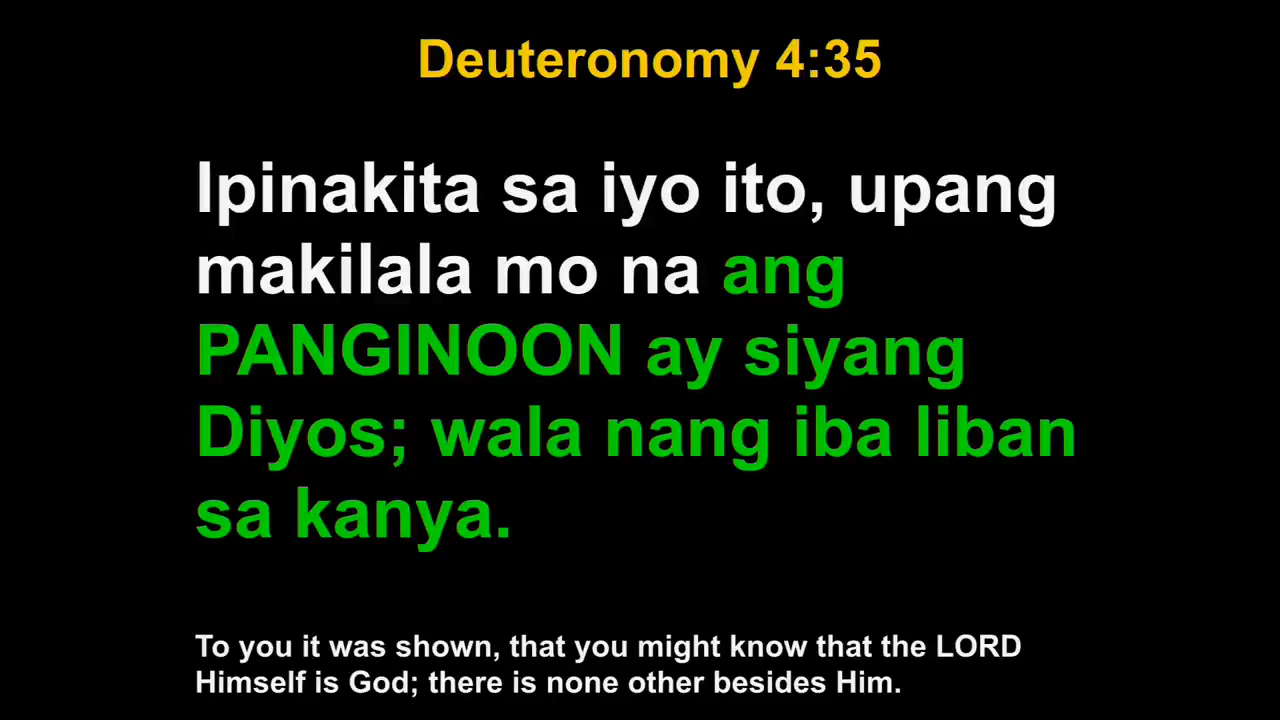 Deuteronomy 4:35
Ipinakita sa iyo ito, upang
makilala mo na ang
PANGINOON ay siyang
Diyos; wala nang iba liban
sa kanya.
To you it was shown, that you might know that the LORD
Himself is God; there is none other besides Him.